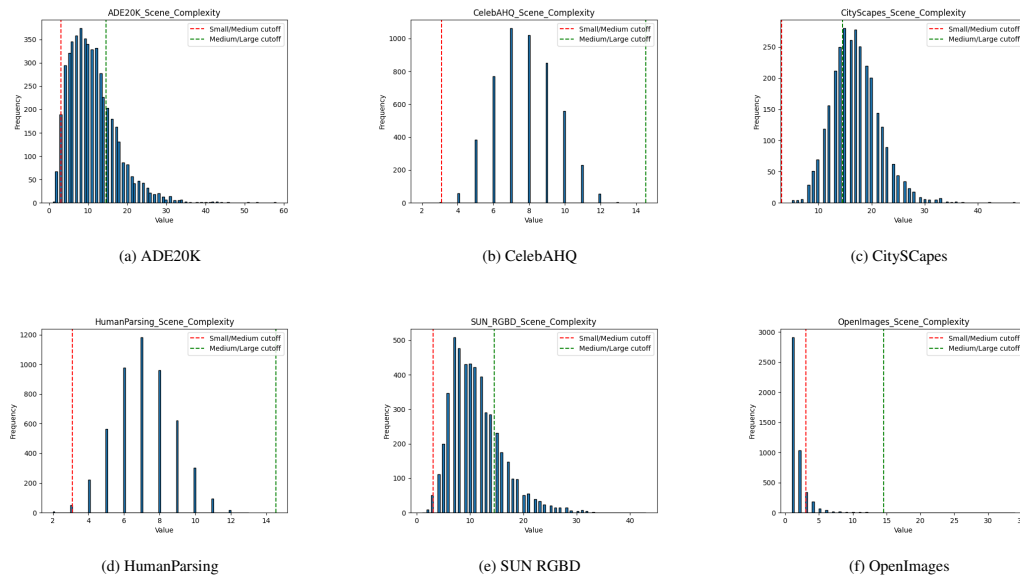 ADE20K_Scene_Complexity
Small/Medium cutoff
Medium/Large cutoff
Frequency
350
300
250
200
150
100
50
0
0 10 20 30 40 50 60
Value
(a) ADE20K
CelebAHQ_Scene_Complexity
Small/Medium cutoff
Medium/Large cutoff
Frequency
1000
800
600
400
200
0
2 4 6 8 10 12 14
Value
(b) CelebAHQ
CityScapes_Scene_Complexity
Small/Medium cutoff
Medium/Large cutoff
Frequency
250
200
150
100
50
0
10 20 30 40
Value
(c) CitySCapes
HumanParsing_Scene_Complexity
Small/Medium cutoff
Medium/Large cutoff
Frequency
1200
1000
800
600
400
200
0
2 4 6 8 10 12 14
Value
(d) HumanParsing
SUN_RGBD_Scene_Complexity
Small/Medium cutoff
Medium/Large cutoff
Frequency
500
400
300
200
100
0
0 10 20 30 40
Value
(e) SUN RGBD
OpenImages_Scene_Complexity
Small/Medium cutoff
Medium/Large cutoff
Frequency
3000
2500
2000
1500
1000
500
0
0 5 10 15 20 25 30 35
Value
(f) OpenImages